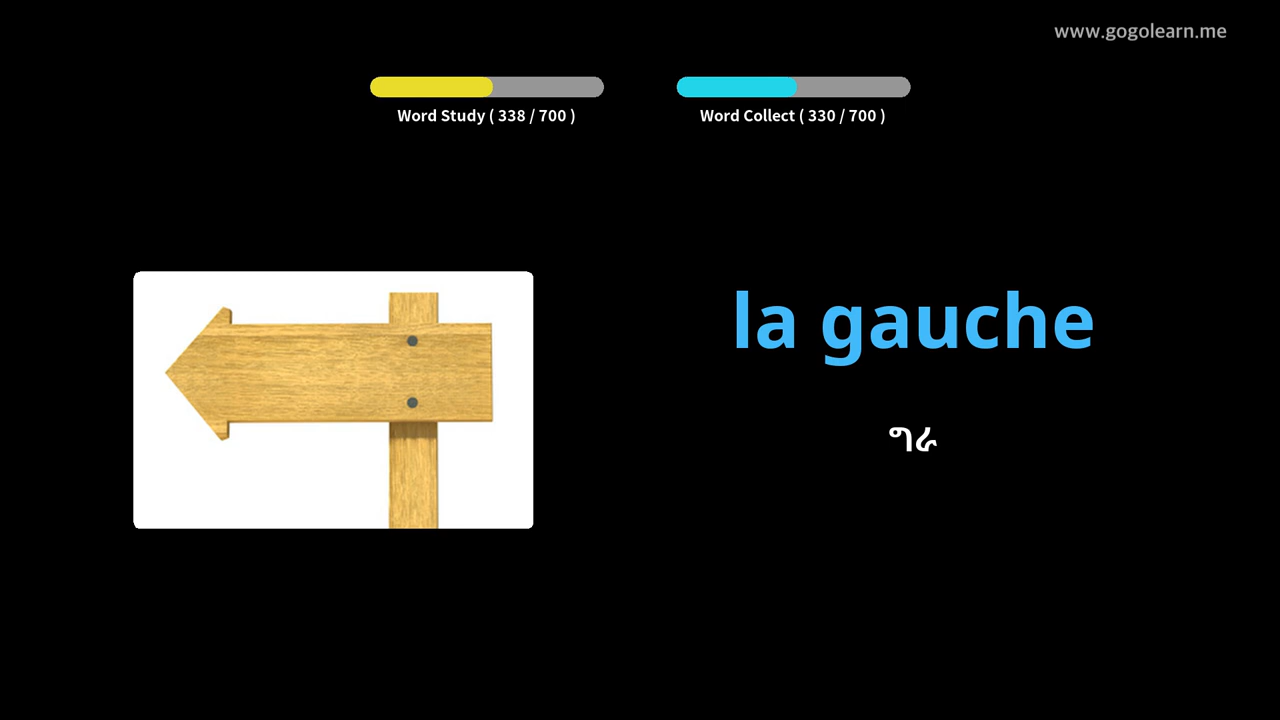 www.gogolearn.me
Word Study ( 338 / 700 )
Word Collect ( 330 / 700 )
la gauche
ግራ